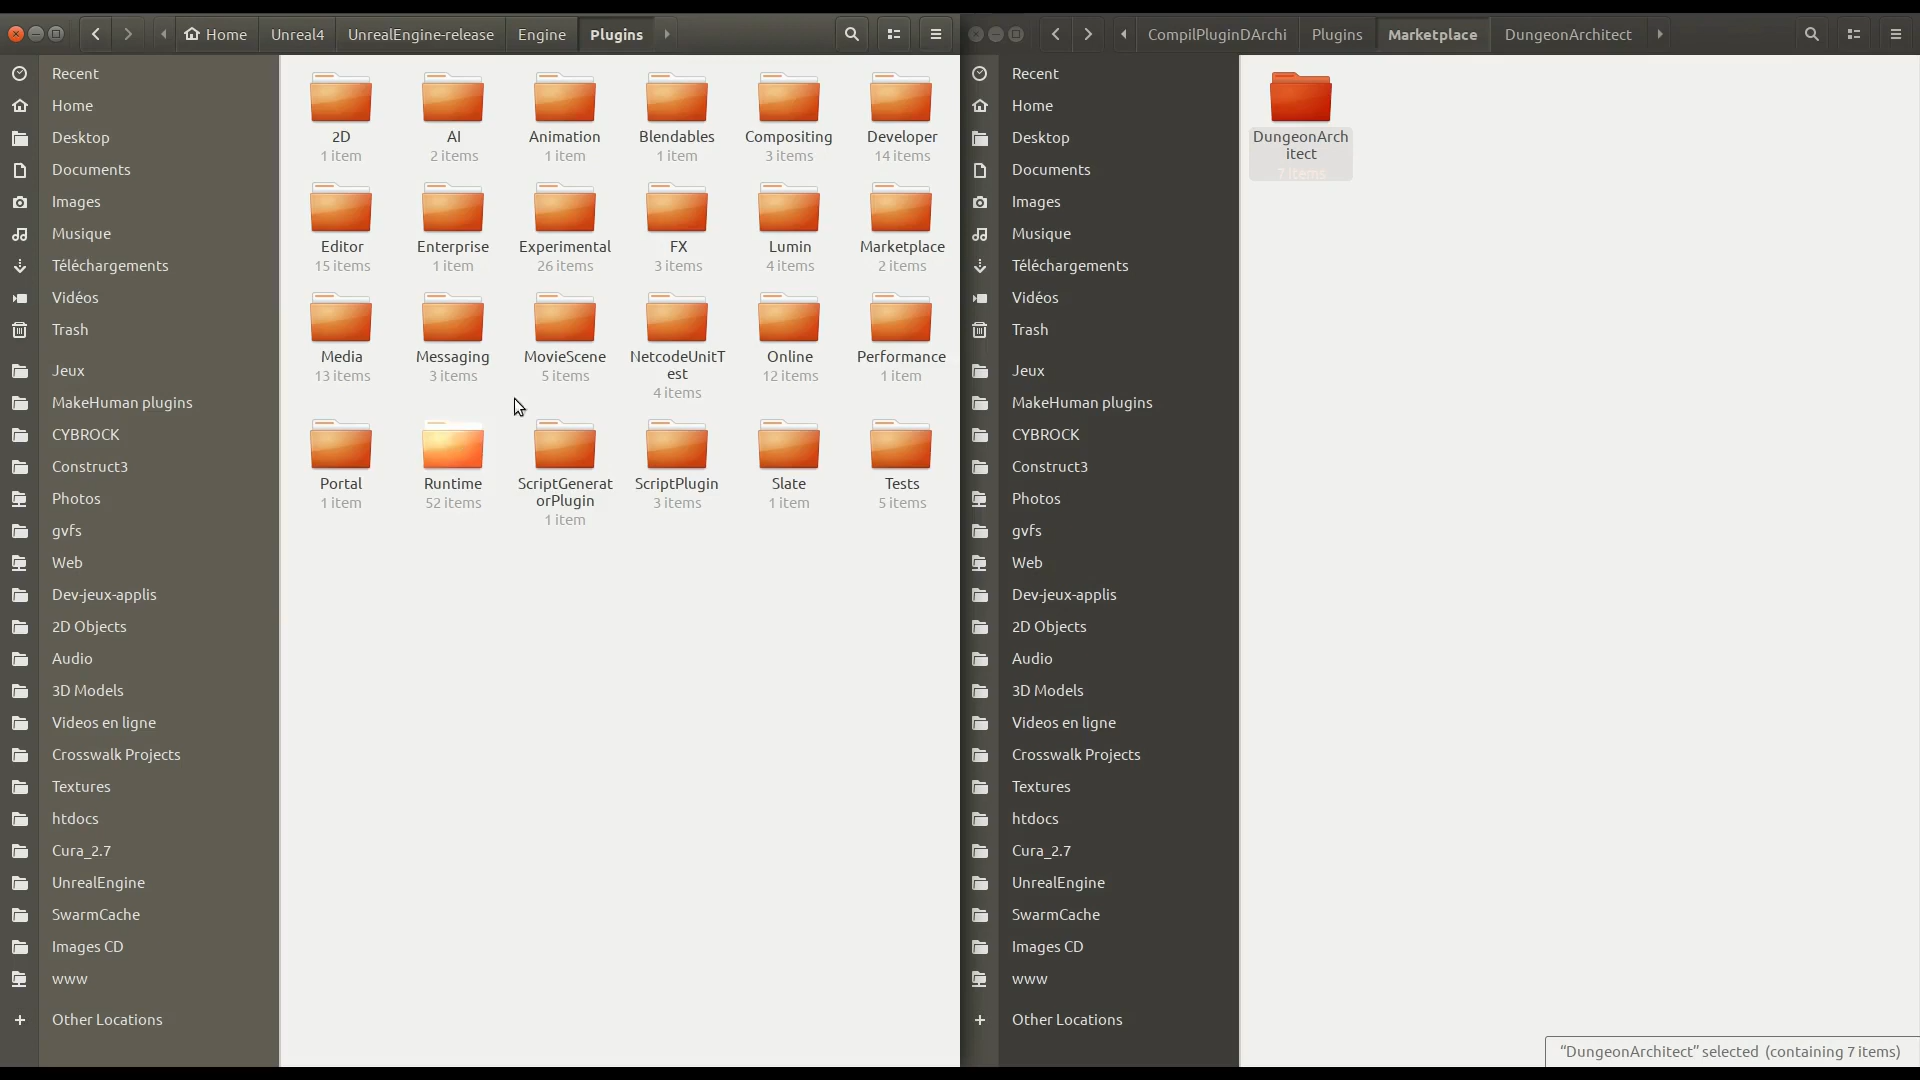 Home Unreal4 UnrealEngine-release Engine Plugins
Recent
Home
Desktop
Documents
Images
Musique
Téléchargements
Vidéos
Trash
Jeux
MakeHuman plugins
CYBROCK
Construct3
Photos
gvfs
Web
Dev-jeux-applis
2D Objects
Audio
3D Models
Videos en ligne
Crosswalk Projects
Textures
htdocs
Cura_2.7
UnrealEngine
SwarmCache
Images CD
www
Other Locations
2D AI Animation Blendables Compositing Developer
1 item 2 items 1 item 1 item 3 items 14 items
Editor Enterprise Experimental FX Lumin Marketplace
15 items 1 item 26 items 3 items 4 items 2 items
Media Messaging MovieScene NetcodeUnitT Online Performance
est
13 items 3 items 5 items 4 items 12 items 1 item
Portal Runtime ScriptGenerat ScriptPlugin Slate Tests
orPlugin
1 item 52 items 1 item 3 items 1 item 5 items
CompilPluginDArchi Plugins Marketplace DungeonArchitect
Recent
Home
Desktop
Documents
Images
Musique
Téléchargements
Vidéos
Trash
Jeux
MakeHuman plugins
CYBROCK
Construct3
Photos
gvfs
Web
Dev-jeux-applis
2D Objects
Audio
3D Models
Videos en ligne
Crosswalk Projects
Textures
htdocs
Cura_2.7
UnrealEngine
SwarmCache
Images CD
www
Other Locations
DungeonArch
itect
7 items
“DungeonArchitect” selected (containing 7 items)